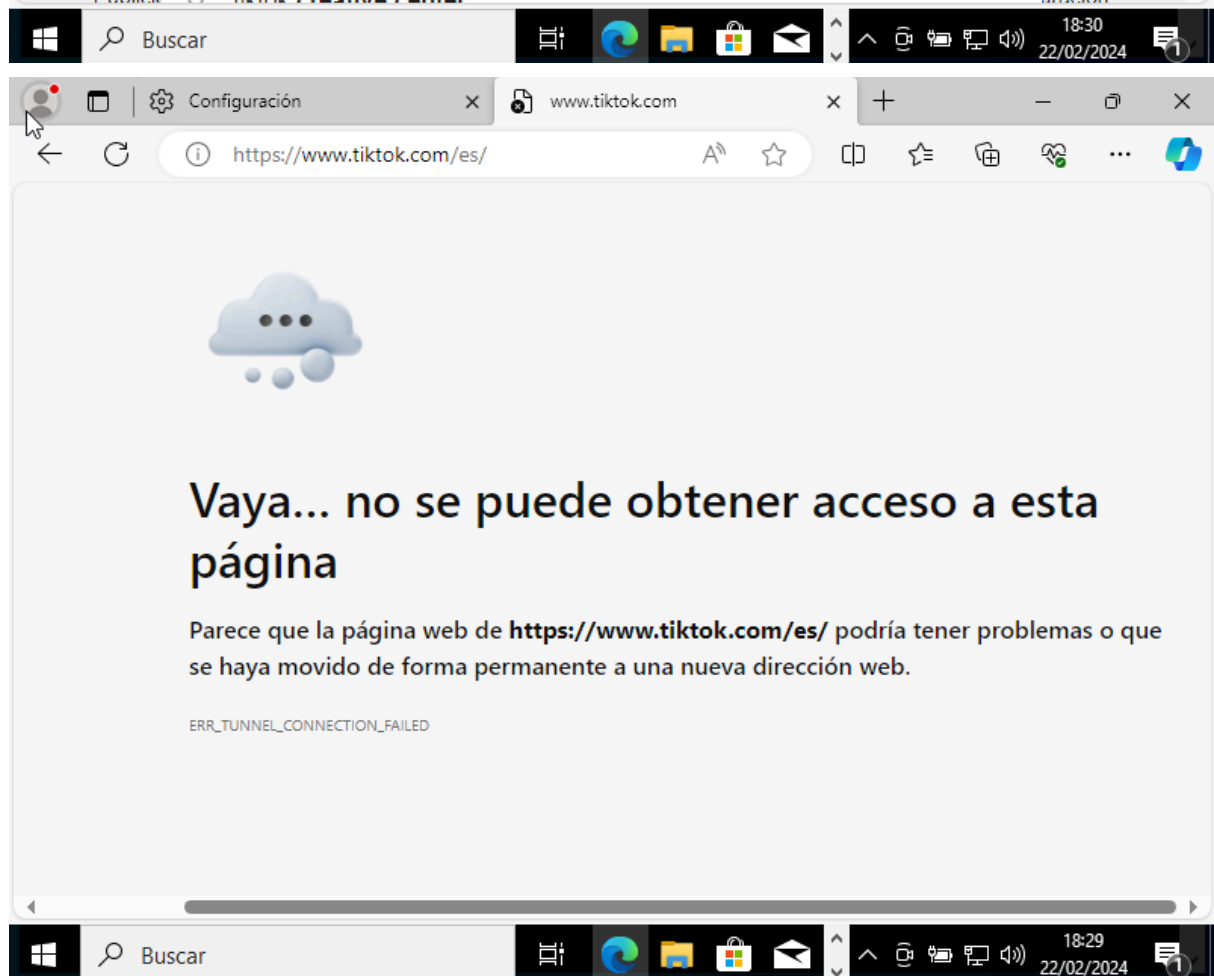 Buscar
18:30
22/02/2024
1
Configuración
www.tiktok.com
https://www.tiktok.com/es/
Vaya... no se puede obtener acceso a esta
página
Parece que la página web de https://www.tiktok.com/es/ podría tener problemas o que
se haya movido de forma permanente a una nueva dirección web.
ERR_TUNNEL_CONNECTION_FAILED
Buscar
18:29
22/02/2024
1